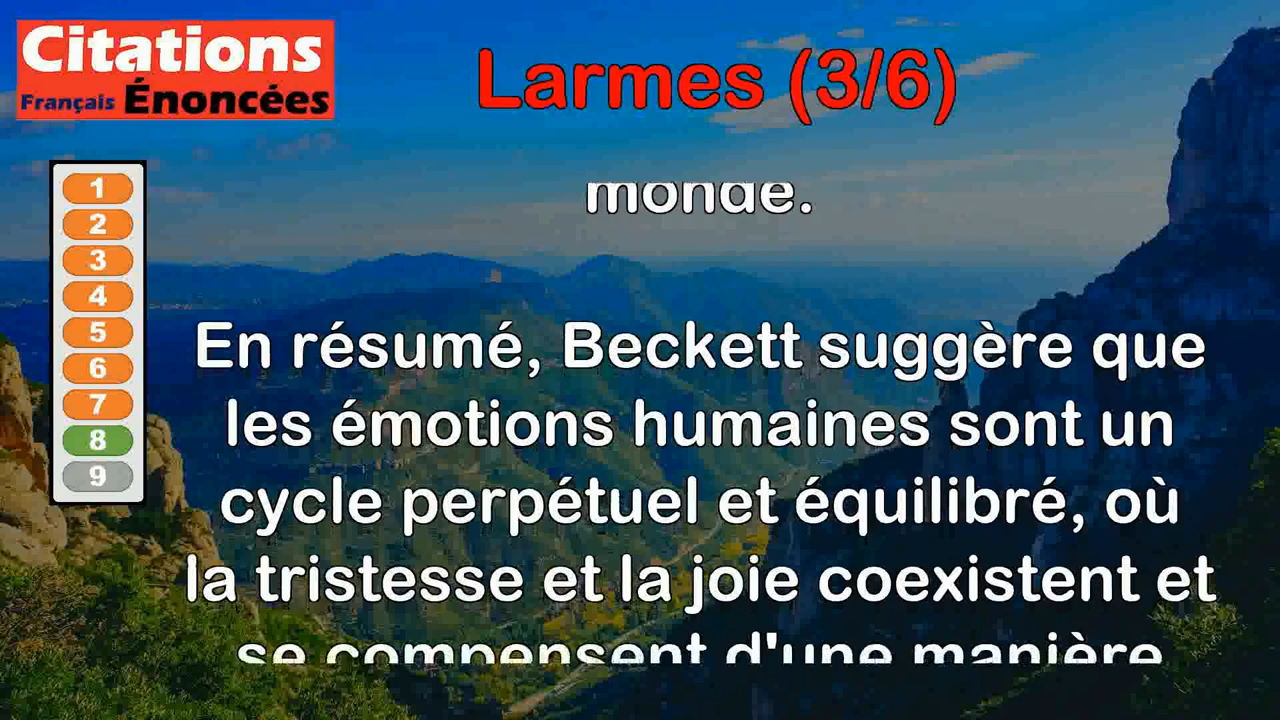 Citations
Français Énoncées
Larmes (3/6)
1
2
3
4
5
6
7
8
9
monde.
En résumé, Beckett suggère que
les émotions humaines sont un
cycle perpétuel et équilibré, où
la tristesse et la joie coexistent et
se compensent d'une manière